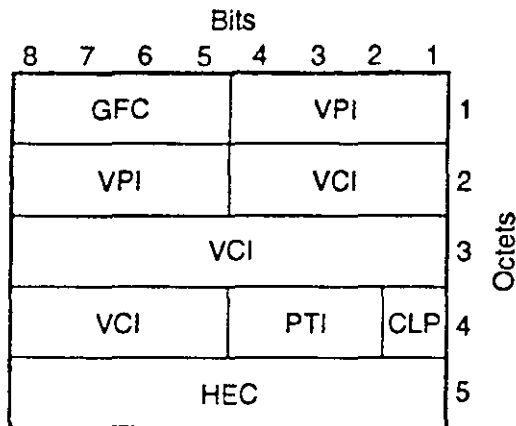 Bits
8 7 6 5 4 3 2 1
GFC VPI 1
VPI VCI 2
VCI 3
VCI PTI CLP 4
HEC 5
Octets